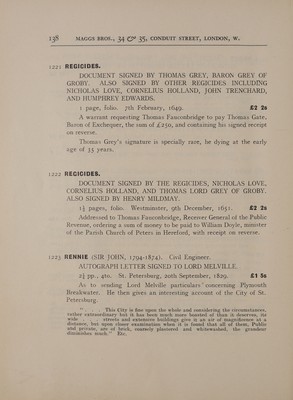 138 MAGGS BROS., 34 & 35, CONDUIT STREET, LONDON, W.
1221 REGICIDES.
DOCUMENT SIGNED BY THOMAS GREY, BARON GREY OF
GROBY. ALSO SIGNED BY OTHER REGICIDES INCLUDING
NICHOLAS LOVE, CORNELIUS HOLLAND, JOHN TRENCHARD,
AND HUMPHREY EDWARDS.
1 page, folio. 7th February, 1649. £2 2s
A warrant requesting Thomas Fauconbridge to pay Thomas Gate,
Baron of Exchequer, the sum of £250, and containing his signed receipt
on reverse.
Thomas Grey's signature is specially rare, he dying at the early
age of 35 years.
1222 REGICIDES.
DOCUMENT SIGNED BY THE REGICIDES, NICHOLAS LOVE,
CORNELIUS HOLLAND, AND THOMAS LORD GREY OF GROBY.
ALSO SIGNED BY HENRY MILDMAY.
1½ pages, folio. Westminster, 9th December, 1651. £2 2s
Addressed to Thomas Fauconbridge, Receiver General of the Public
Revenue, ordering a sum of money to be paid to William Doyle, minister
of the Parish Church of Peters in Hereford, with receipt on reverse.
1223 RENNIE (SIR JOHN, 1794-1874). Civil Engineer.
AUTOGRAPH LETTER SIGNED TO LORD MELVILLE.
2½ pp., 4to. St. Petersburg, 20th September, 1829. £1 5s
As to sending Lord Melville particulars "concerning Plymouth
Breakwater. He then gives an interesting account of the City of St.
Petersburg.
" . . . This City is fine upon the whole and considering the circumstances,
rather extraordinary but it has been much more boasted of than it deserves, its
wide . . . streets and extensive buildings give it an air of magnificence at a
distance, but upon closer examination when it is found that all of them, Public
and private, are of brick, coarsely plastered and whitewashed, the grandeur
diminishes much." Etc.